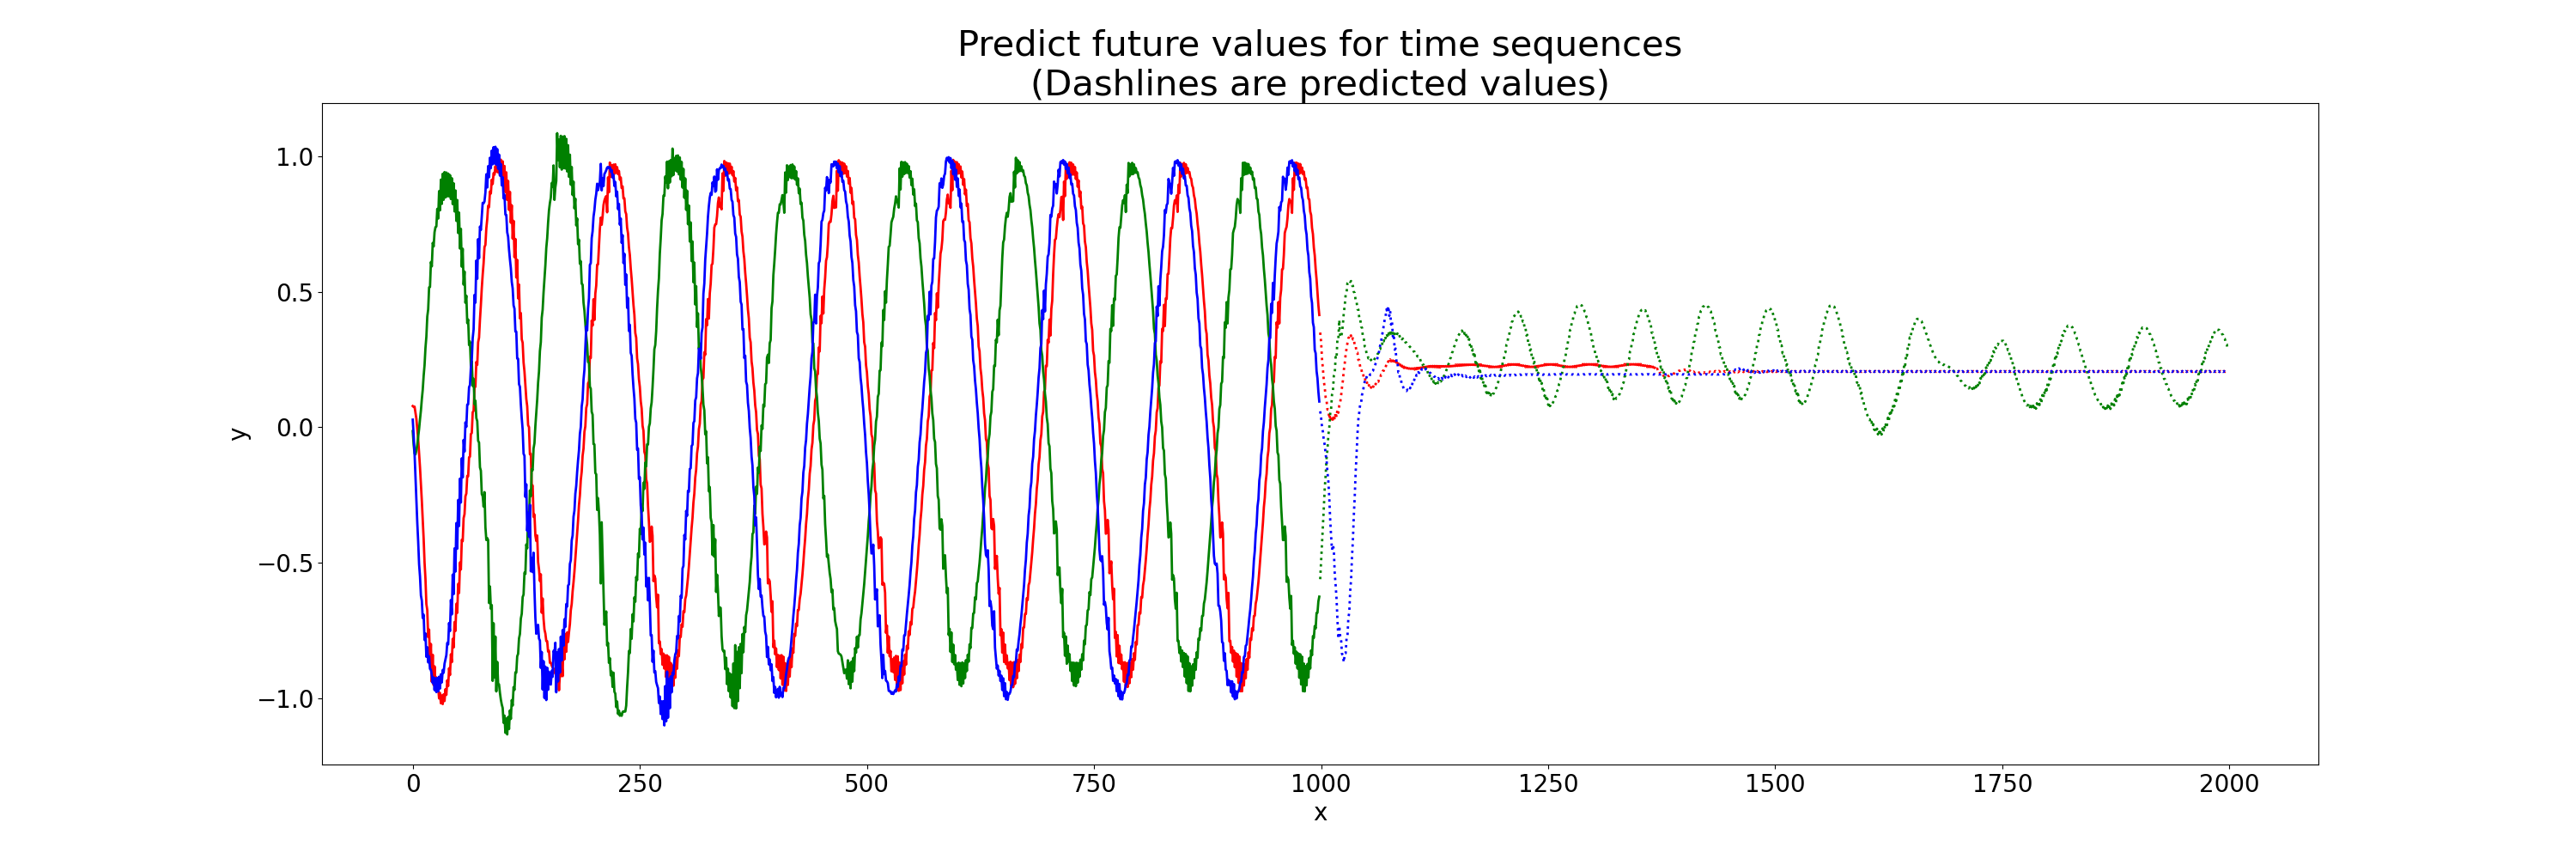 Predict future values for time sequences
(Dashlines are predicted values)
1.0
0.5
y
0.0
−0.5
−1.0
0 250 500 750 1000 1250 1500 1750 2000
x